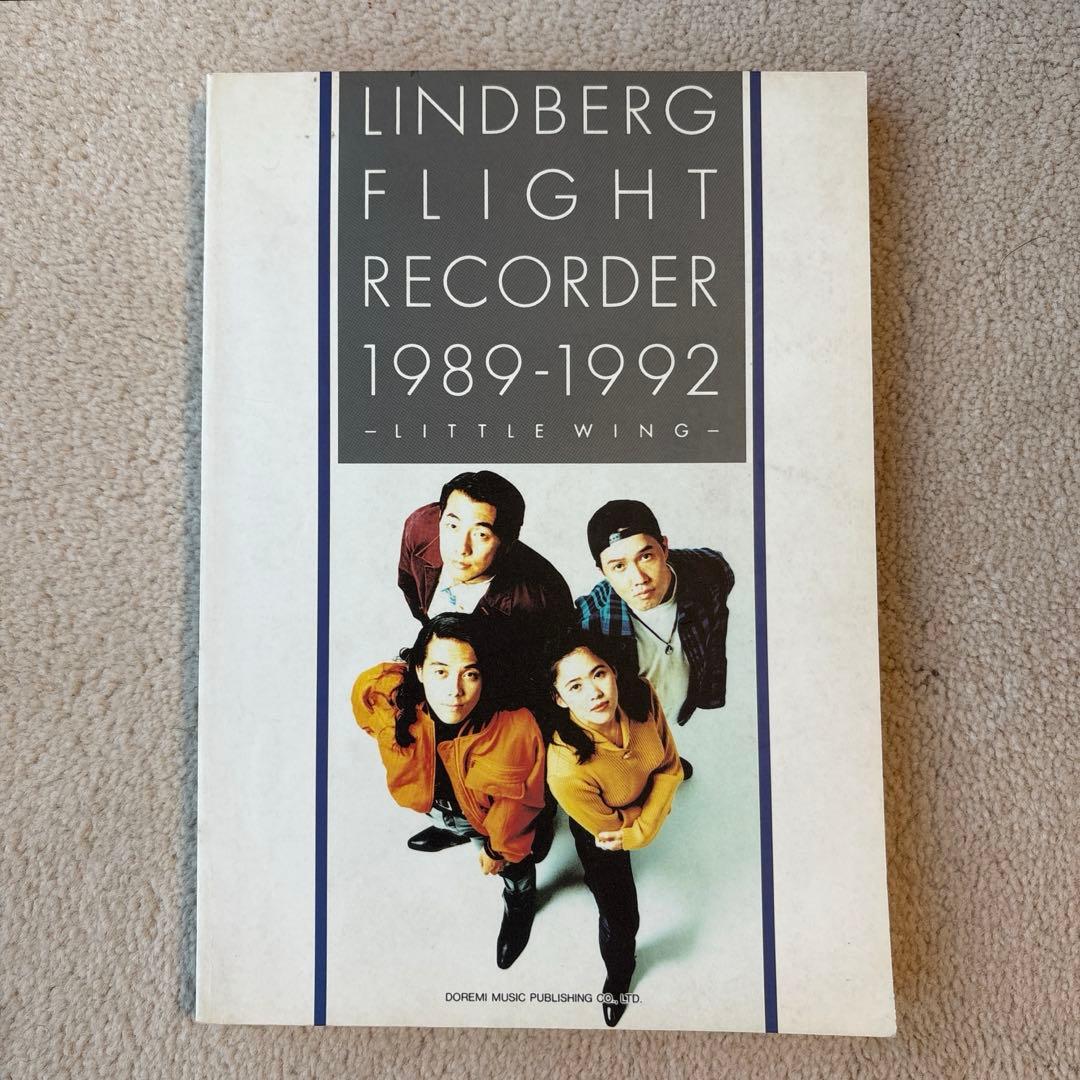 LINDBERG
FLIGHT
RECORDER
1989-1992
-LITTLE WING-
DOREMI MUSIC PUBLISHING CO., LTD.